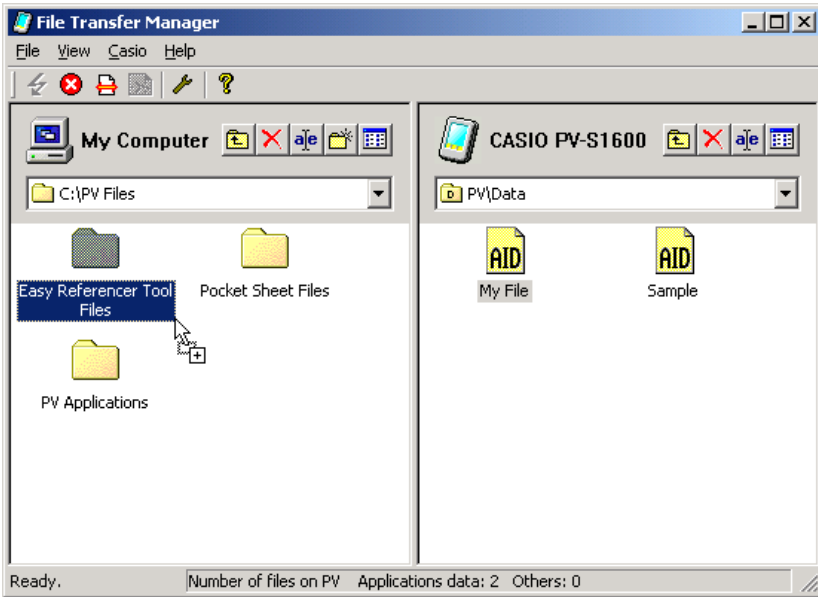 File Transfer Manager
File View Casio Help
My Computer
a e
C:\PV Files
Easy Referencer Tool
Files
Pocket Sheet Files
PV Applications
CASIO PV-S1600
a e
D PV\Data
AID
My File
AID
Sample
Ready.
Number of files on PV Applications data: 2 Others: 0